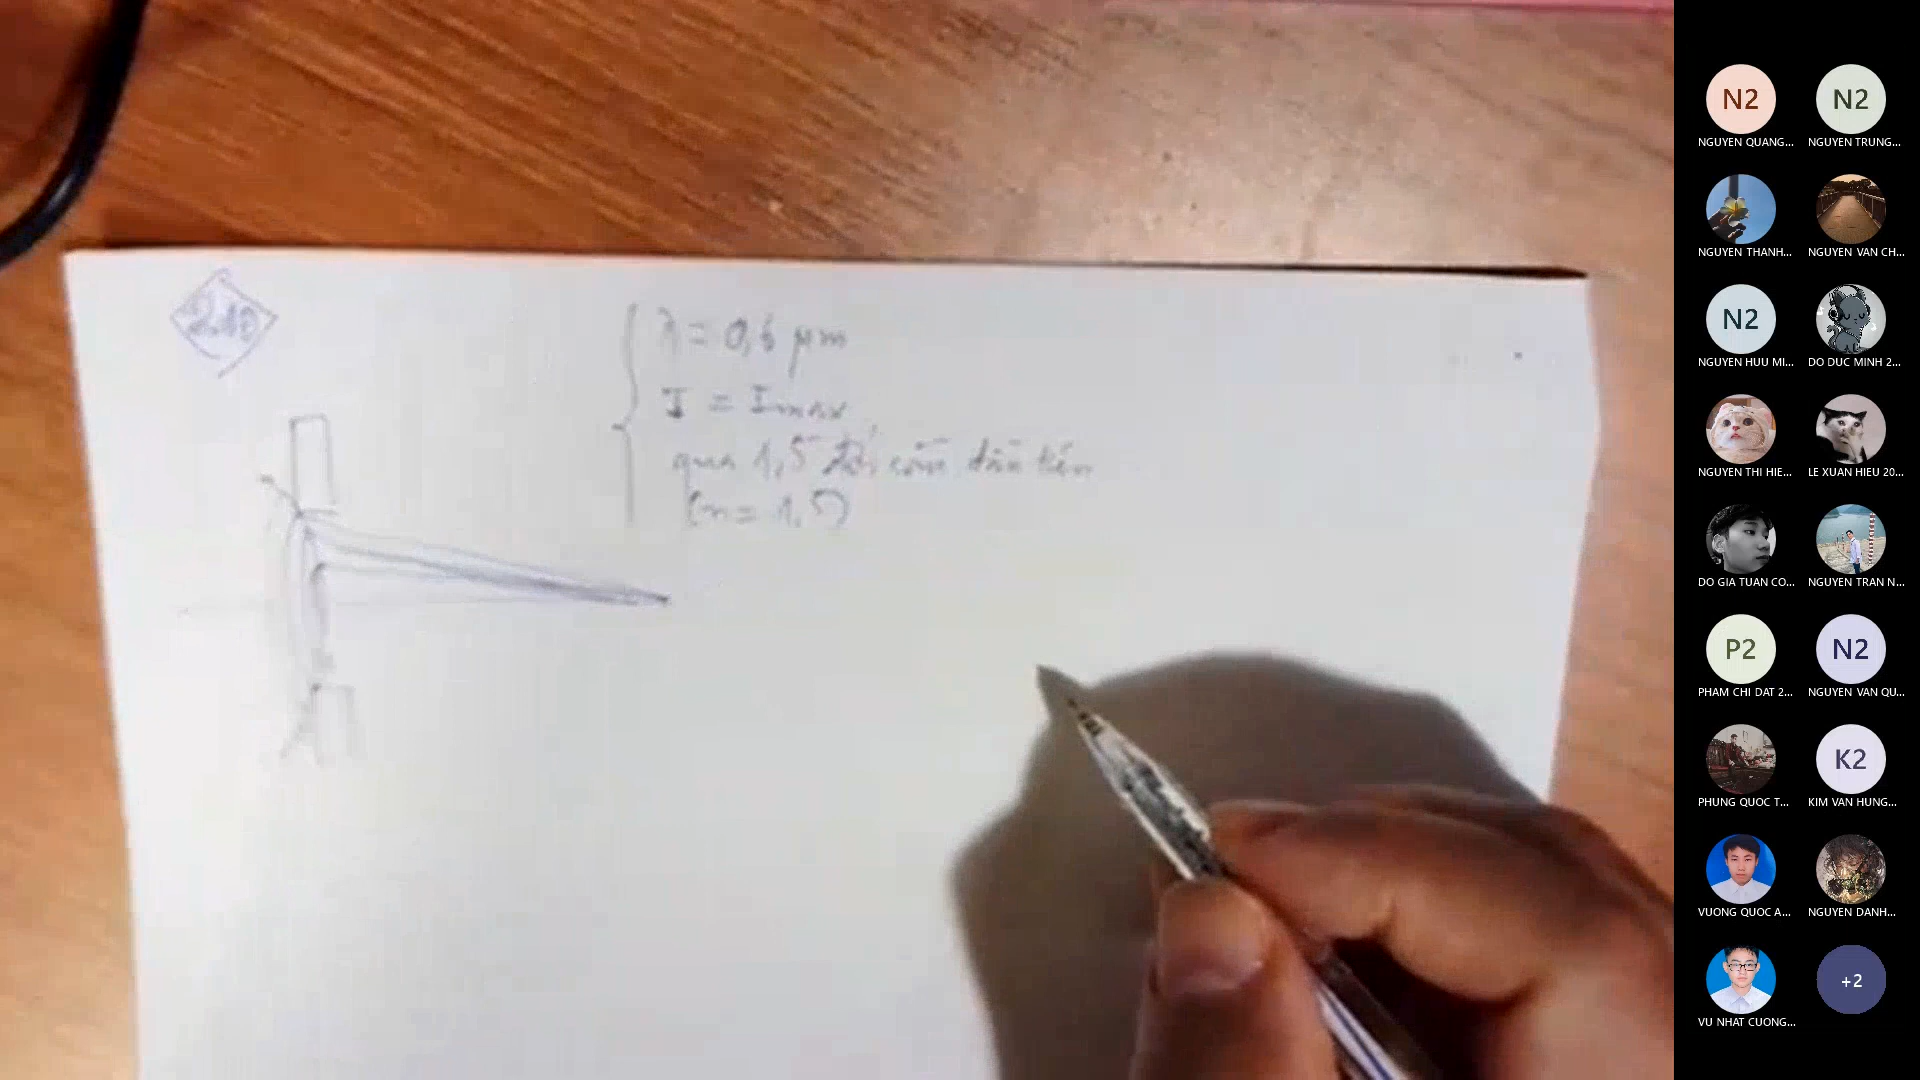 2.10
λ = 0,6 μm
I = Imax
qua 1,5 đới cầu đầu tiên
(n = 1,5)
N2
N2
NGUYEN QUANG...
NGUYEN TRUNG...
NGUYEN THANH...
NGUYEN VAN CH...
N2
NGUYEN HUU MI...
DO DUC MINH 2...
NGUYEN THI HIE...
LE XUAN HIEU 20...
DO GIA TUAN CO...
NGUYEN TRAN N...
P2
N2
PHAM CHI DAT 2...
NGUYEN VAN QU...
K2
PHUNG QUOC T...
KIM VAN HUNG...
VUONG QUOC A...
NGUYEN DANH...
+2
VU NHAT CUONG...